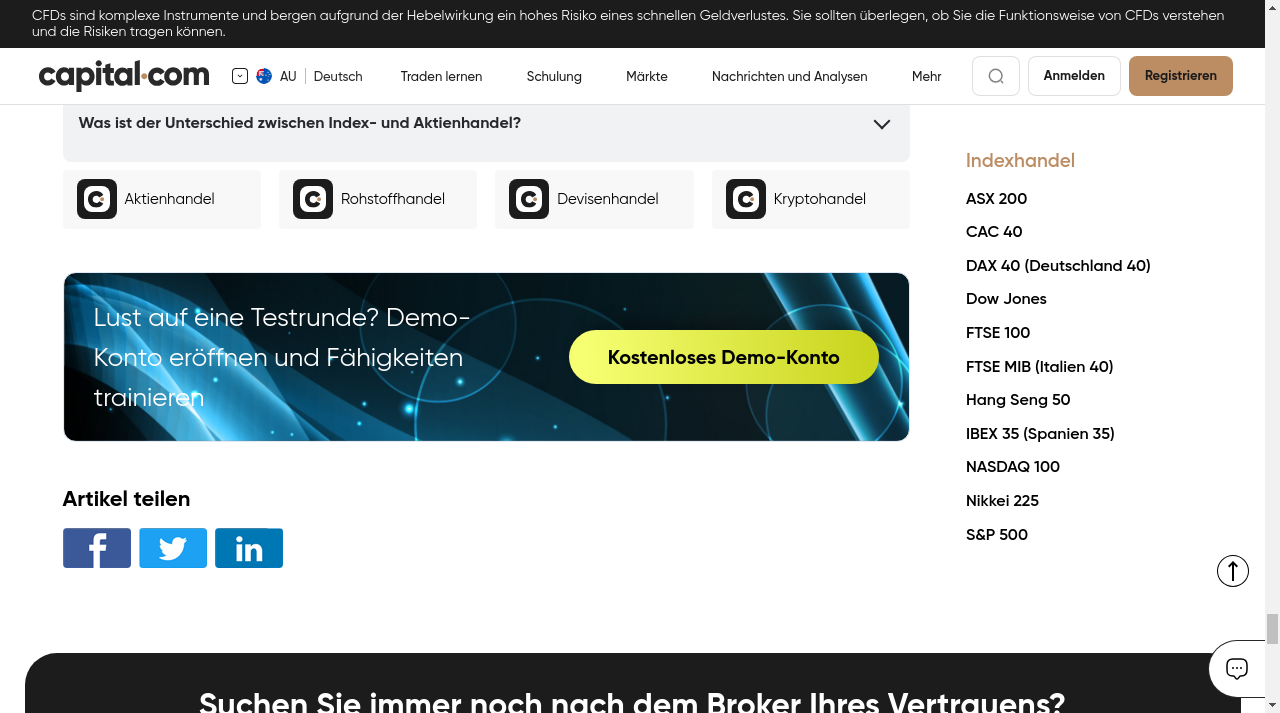 CFDs sind komplexe Instrumente und bergen aufgrund der Hebelwirkung ein hohes Risiko eines schnellen Geldverlustes. Sie sollten überlegen, ob Sie die Funktionsweise von CFDs verstehen
und die Risiken tragen können.
capital.com
AU
Deutsch
Traden lernen
Schulung
Märkte
Nachrichten und Analysen
Mehr
Anmelden
Registrieren
Was ist der Unterschied zwischen Index- und Aktienhandel?
Aktienhandel
Rohstoffhandel
Devisenhandel
Kryptohandel
Lust auf eine Testrunde? Demo-
Konto eröffnen und Fähigkeiten
trainieren
Kostenloses Demo-Konto
Artikel teilen
Indexhandel
ASX 200
CAC 40
DAX 40 (Deutschland 40)
Dow Jones
FTSE 100
FTSE MIB (Italien 40)
Hang Seng 50
IBEX 35 (Spanien 35)
NASDAQ 100
Nikkei 225
S&P 500
Suchen Sie immer noch nach dem Broker Ihres Vertrauens?